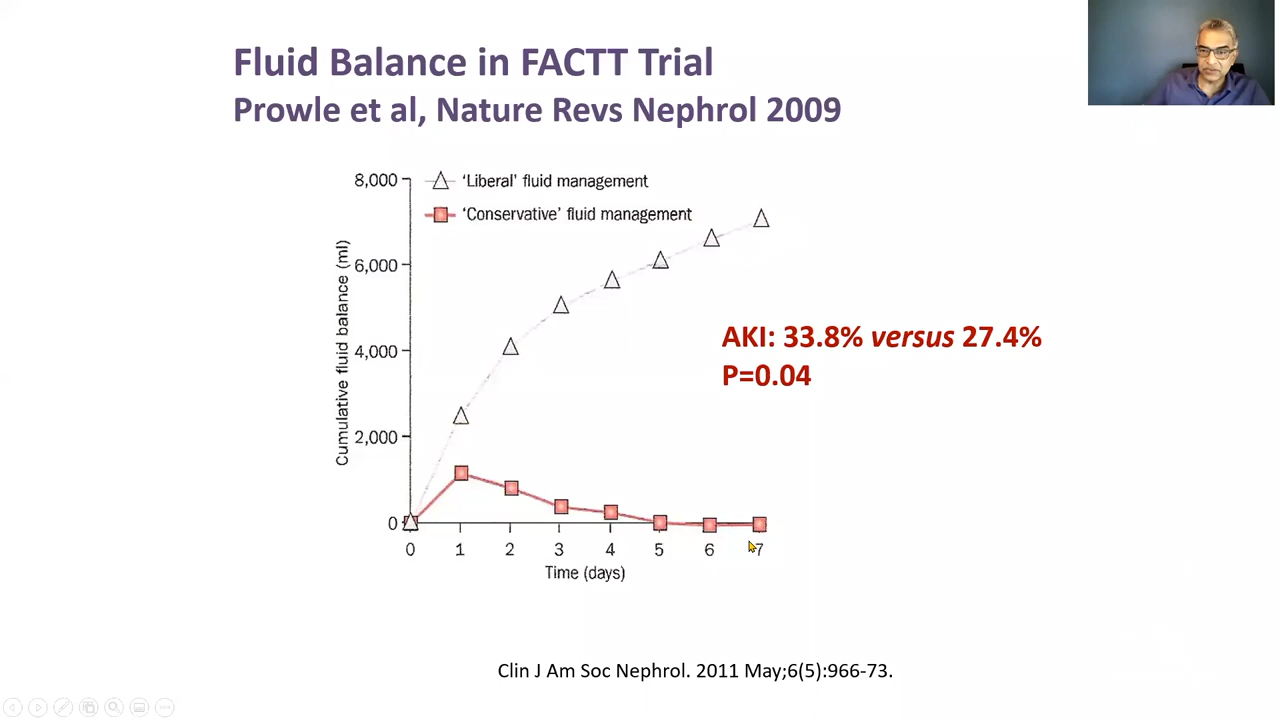 Fluid Balance in FACTT Trial
Prowle et al, Nature Revs Nephrol 2009
8,000
'Liberal' fluid management
'Conservative' fluid management
6,000
4,000
2,000
0
Cumulative fluid balance (ml)
AKI: 33.8% versus 27.4%
P=0.04
0 1 2 3 4 5 6 7
Time (days)
Clin J Am Soc Nephrol. 2011 May;6(5):966-73.